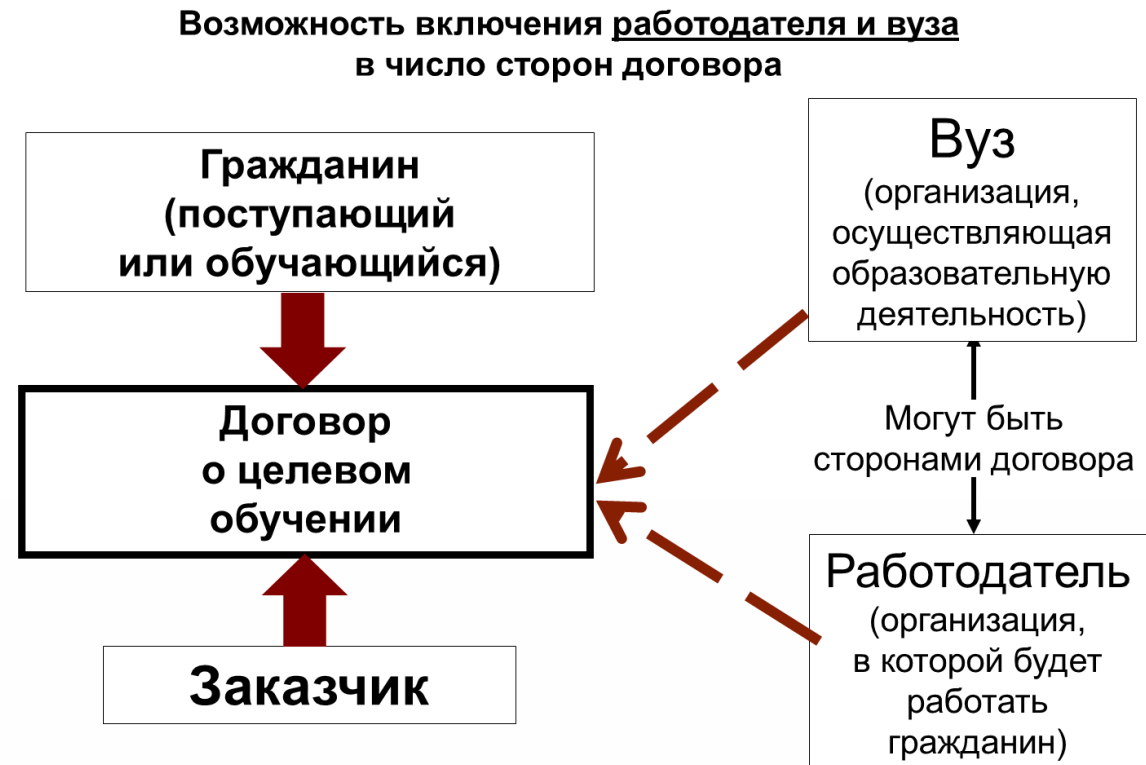 Возможность включения работодателя и вуза
в число сторон договора
Гражданин
(поступающий
или обучающийся)
Договор
о целевом
обучении
Заказчик
Вуз
(организация,
осуществляющая
образовательную
деятельность)
Могут быть
сторонами договора
Работодатель
(организация,
в которой будет
работать
гражданин)